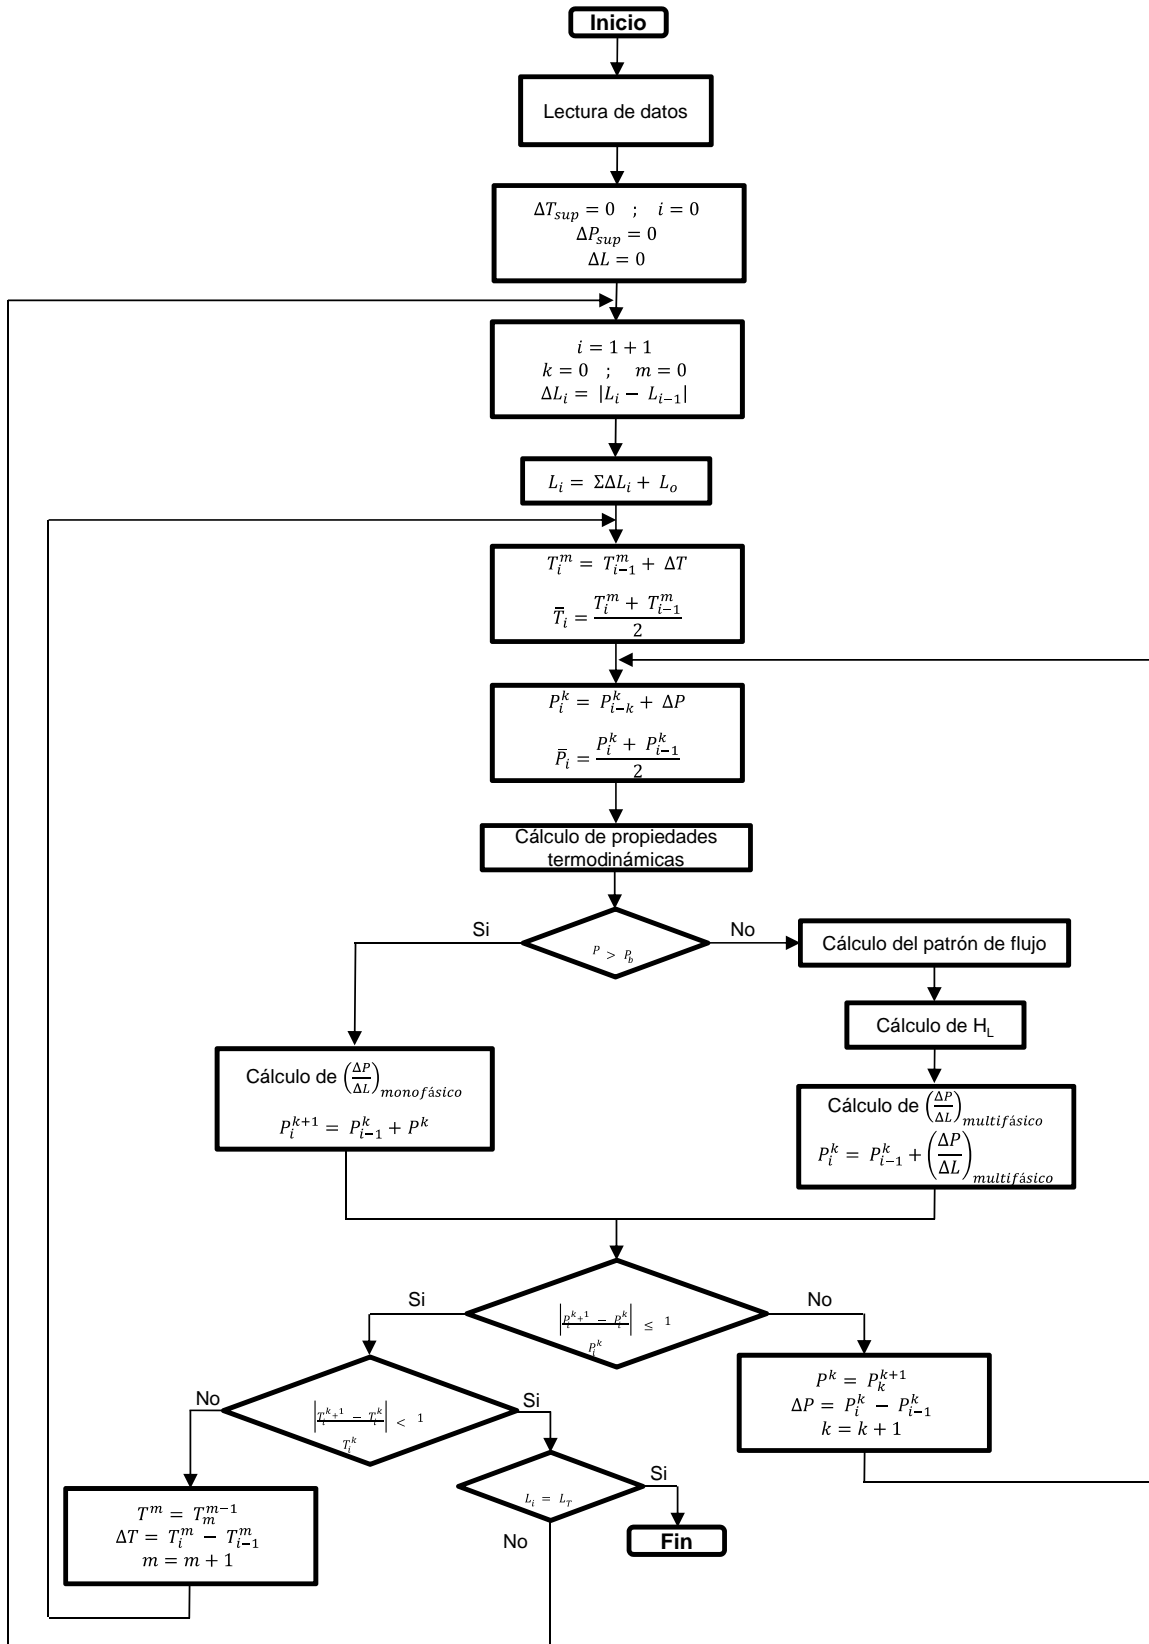 Inicio
Lectura de datos
ΔT_sup = 0 ; i = 0
ΔP_sup = 0
ΔL = 0
i = 1 + 1
k = 0 ; m = 0
ΔL_i = |L_i − L_{i−1}|
L_i = ΣΔL_i + L_o
T_i^m = T_{i−1}^m + ΔT
T̄_i = (T_i^m + T_{i−1}^m) / 2
P_i^k = P_{i−k}^k + ΔP
P̄_i = (P_i^k + P_{i−1}^k) / 2
Cálculo de propiedades
termodinámicas
Si
No
P > P_b
Cálculo del patrón de flujo
Cálculo de H_L
Cálculo de (ΔP/ΔL)_monofásico
P_i^{k+1} = P_{i−1}^k + P^k
Cálculo de (ΔP/ΔL)_multifásico
P_i^k = P_{i−1}^k + (ΔP/ΔL)_multifásico
Si
No
|P_i^{k+1} − P_i^k| / P_i^k ≤ 1
P^k = P_k^{k+1}
ΔP = P_i^k − P_{i−1}^k
k = k + 1
No
Si
|T_i^{k+1} − T_i^k| / T_i^k < 1
Si
L_i = L_T
T^m = T_m^{m−1}
ΔT = T_i^m − T_{i−1}^m
m = m + 1
No
Fin